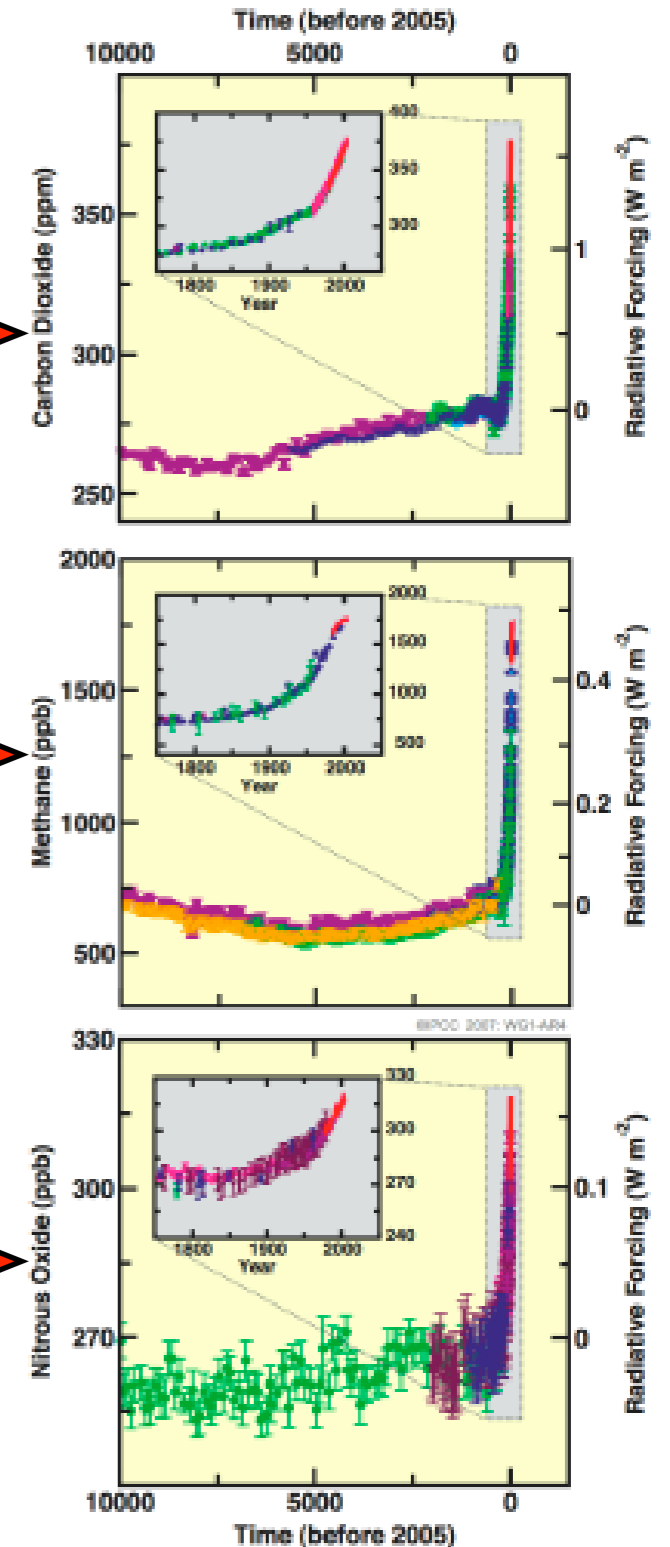 Time (before 2005)
10000 5000 0
Carbon Dioxide (ppm)
350
300
250
400
350
300
1800 1900 2000
Year
1
0
Radiative Forcing (W m-2)
Methane (ppb)
2000
1500
1000
500
2000
1500
1000
500
1800 1900 2000
Year
0.4
0.2
0
Radiative Forcing (W m-2)
©IPCC 2007: WG1-AR4
Nitrous Oxide (ppb)
330
300
270
330
300
270
240
1800 1900 2000
Year
0.1
0
Radiative Forcing (W m-2)
10000 5000 0
Time (before 2005)